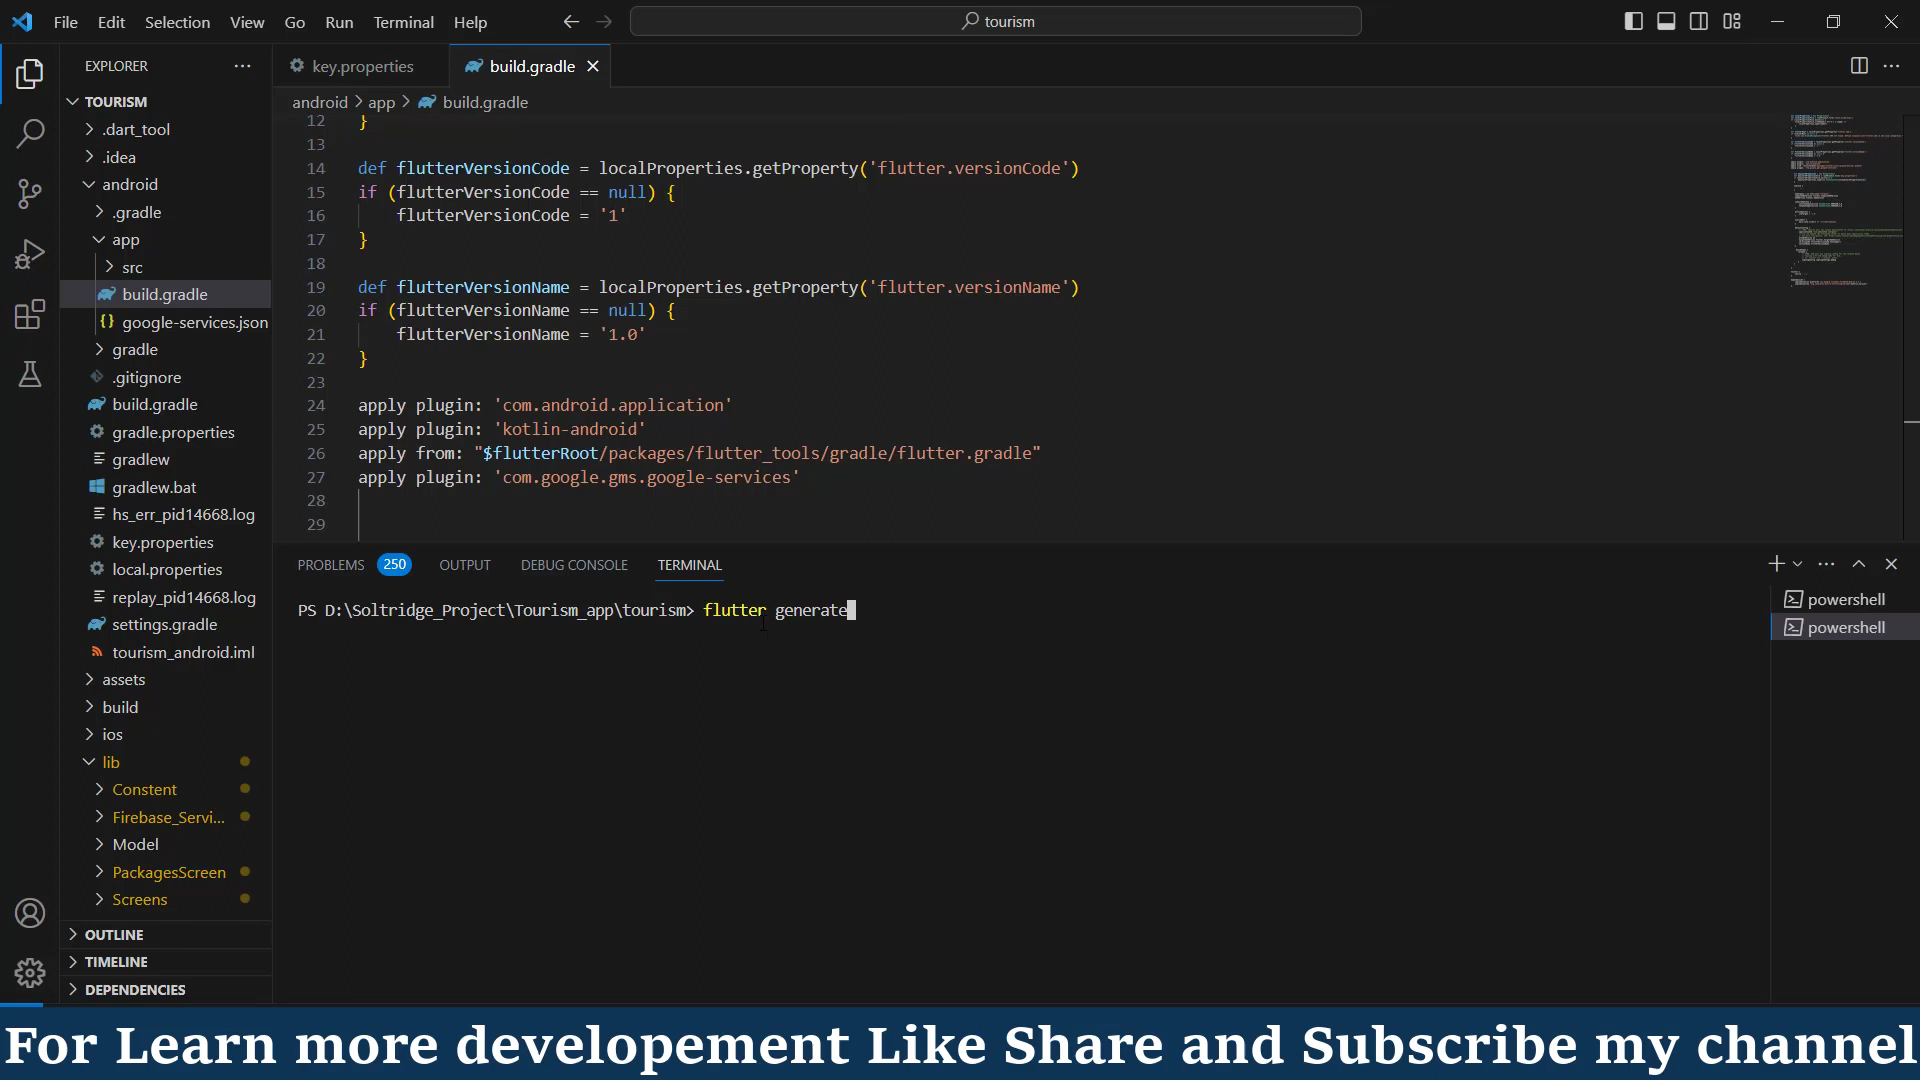 File Edit Selection View Go Run Terminal Help
tourism
EXPLORER
TOURISM
.dart_tool
.idea
android
.gradle
app
src
build.gradle
google-services.json
gradle
.gitignore
build.gradle
gradle.properties
gradlew
gradlew.bat
hs_err_pid14668.log
key.properties
local.properties
replay_pid14668.log
settings.gradle
tourism_android.iml
assets
build
ios
lib
Constent
Firebase_Servi...
Model
PackagesScreen
Screens
OUTLINE
TIMELINE
DEPENDENCIES
key.properties build.gradle
android > app > build.gradle
12 }
13
14 def flutterVersionCode = localProperties.getProperty('flutter.versionCode')
15 if (flutterVersionCode == null) {
16 flutterVersionCode = '1'
17 }
18
19 def flutterVersionName = localProperties.getProperty('flutter.versionName')
20 if (flutterVersionName == null) {
21 flutterVersionName = '1.0'
22 }
23
24 apply plugin: 'com.android.application'
25 apply plugin: 'kotlin-android'
26 apply from: "$flutterRoot/packages/flutter_tools/gradle/flutter.gradle"
27 apply plugin: 'com.google.gms.google-services'
28
29
PROBLEMS 250 OUTPUT DEBUG CONSOLE TERMINAL
PS D:\Soltridge_Project\Tourism_app\tourism> flutter generate
powershell
powershell
For Learn more developement Like Share and Subscribe my channel